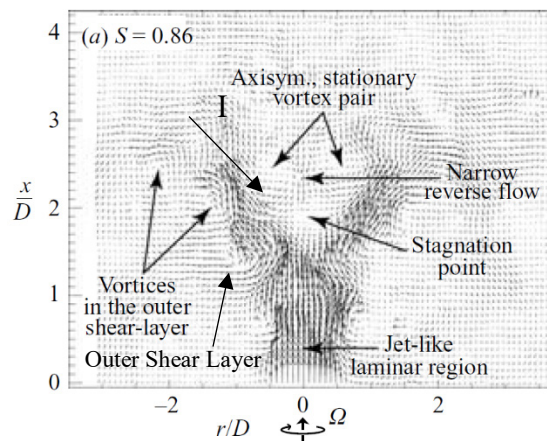 4
(a) S = 0.86
Axisym., stationary
vortex pair
I
3
x
D
Narrow
reverse flow
2
Stagnation
point
Vortices
in the outer
shear-layer
1
Outer Shear Layer
Jet-like
laminar region
0
−2
0
2
r/D
Ω